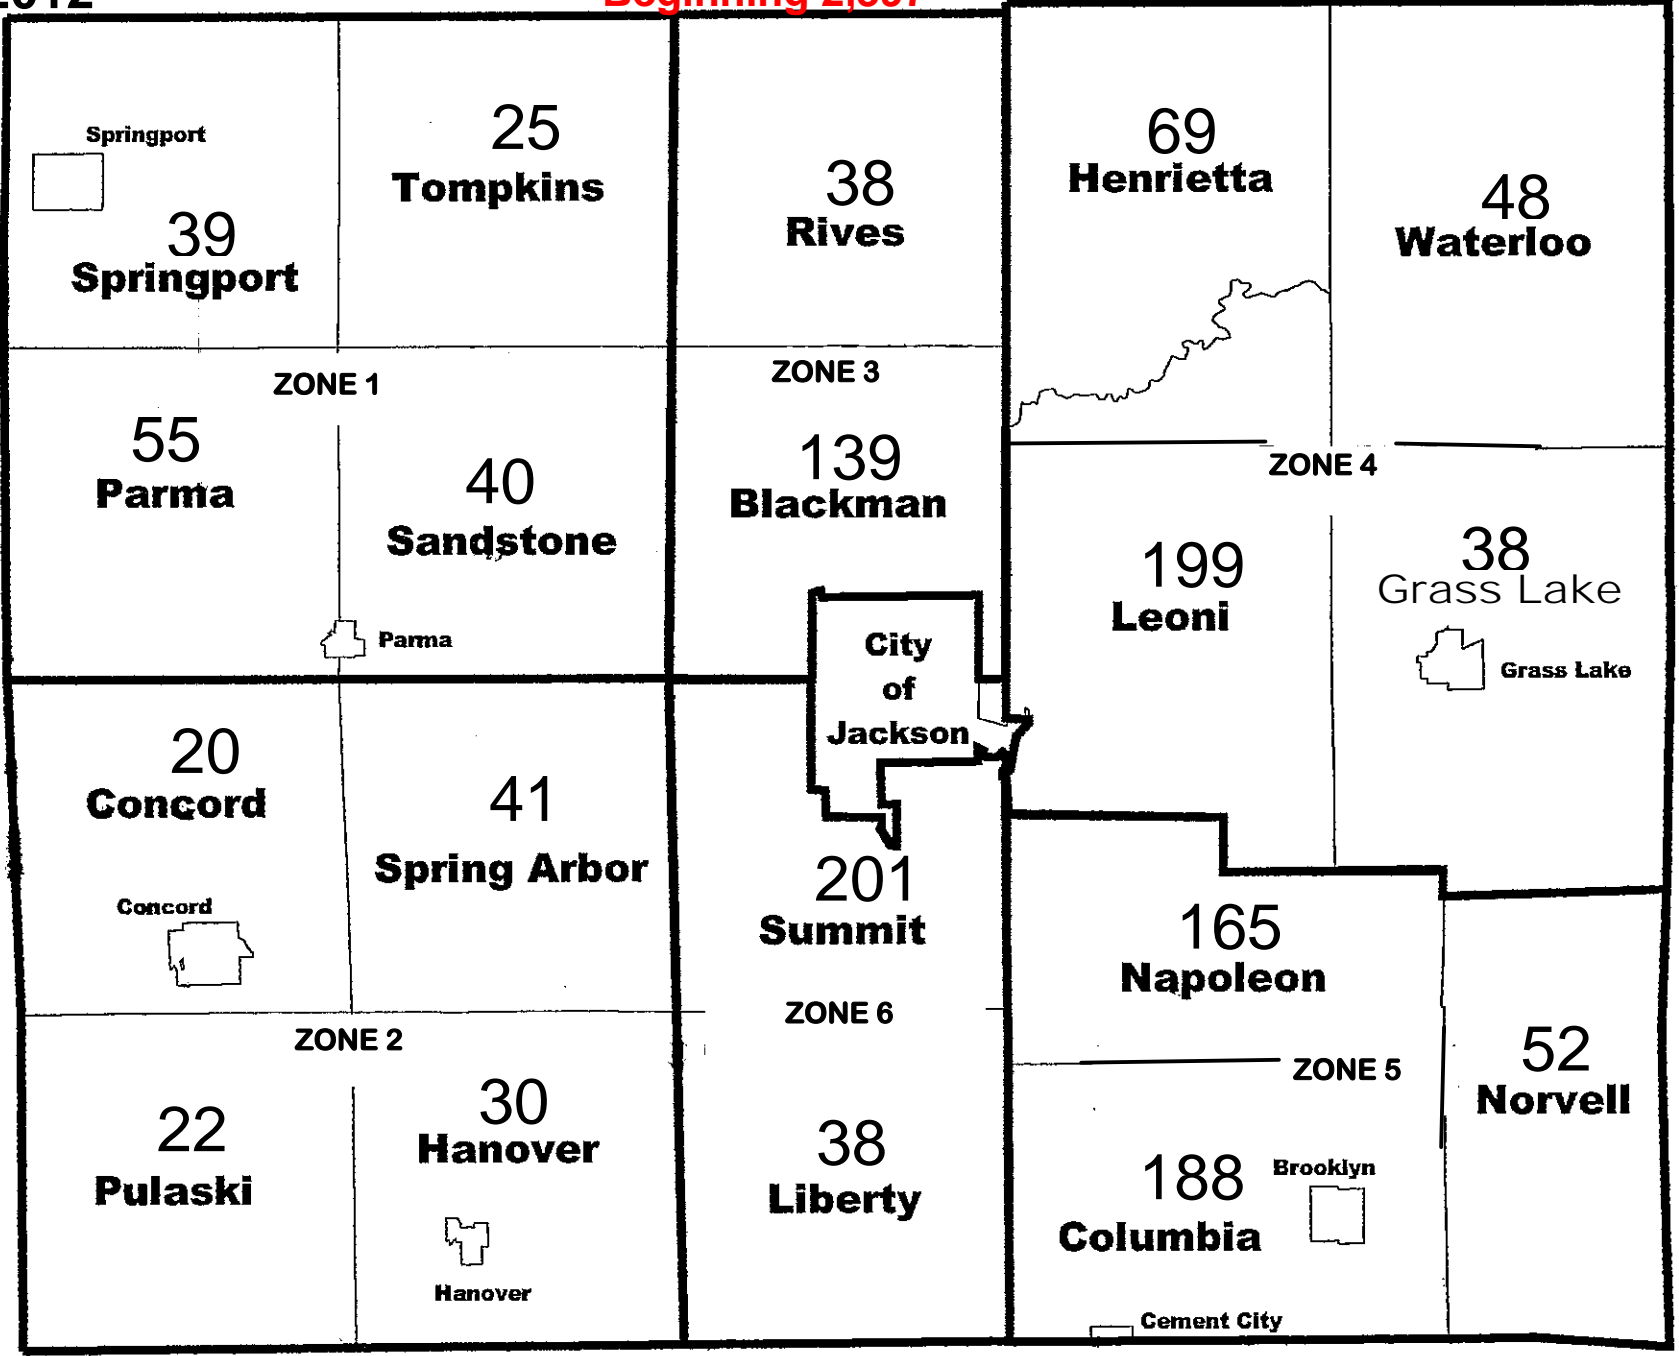 Springport
39
Springport
25
Tompkins
38
Rives
69
Henrietta
48
Waterloo
ZONE 1
ZONE 3
ZONE 4
55
Parma
40
Sandstone
Parma
139
Blackman
199
Leoni
38
Grass Lake
Grass Lake
City
of
Jackson
20
Concord
Concord
41
Spring Arbor
201
Summit
165
Napoleon
ZONE 2
ZONE 6
ZONE 5
52
Norvell
22
Pulaski
30
Hanover
Hanover
38
Liberty
188
Columbia
Brooklyn
Cement City